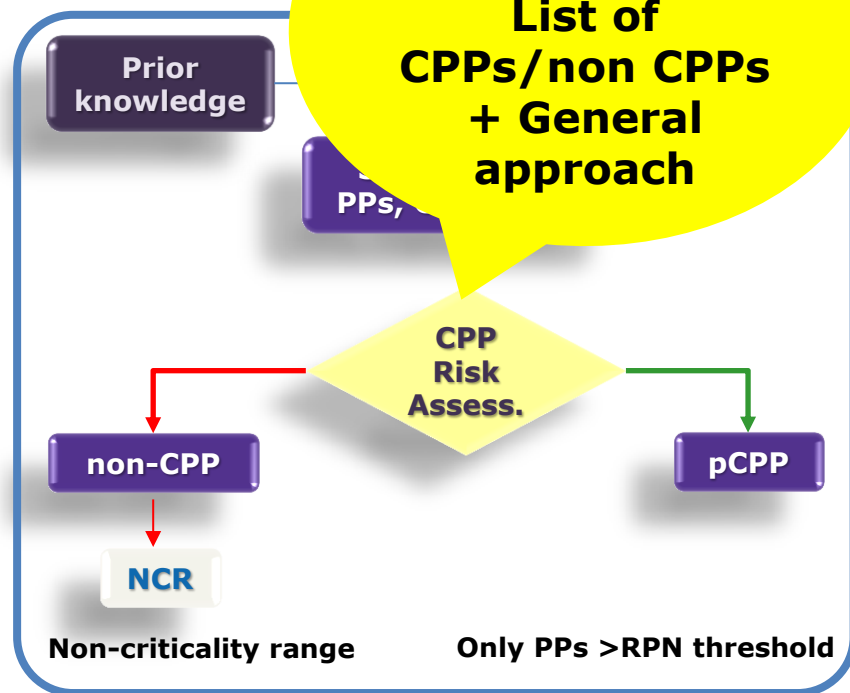 List of
CPPs/non CPPs
+ General
approach
Prior
knowledge
PPs,
CPP
Risk
Assess.
non-CPP
pCPP
NCR
Non-criticality range
Only PPs >RPN threshold